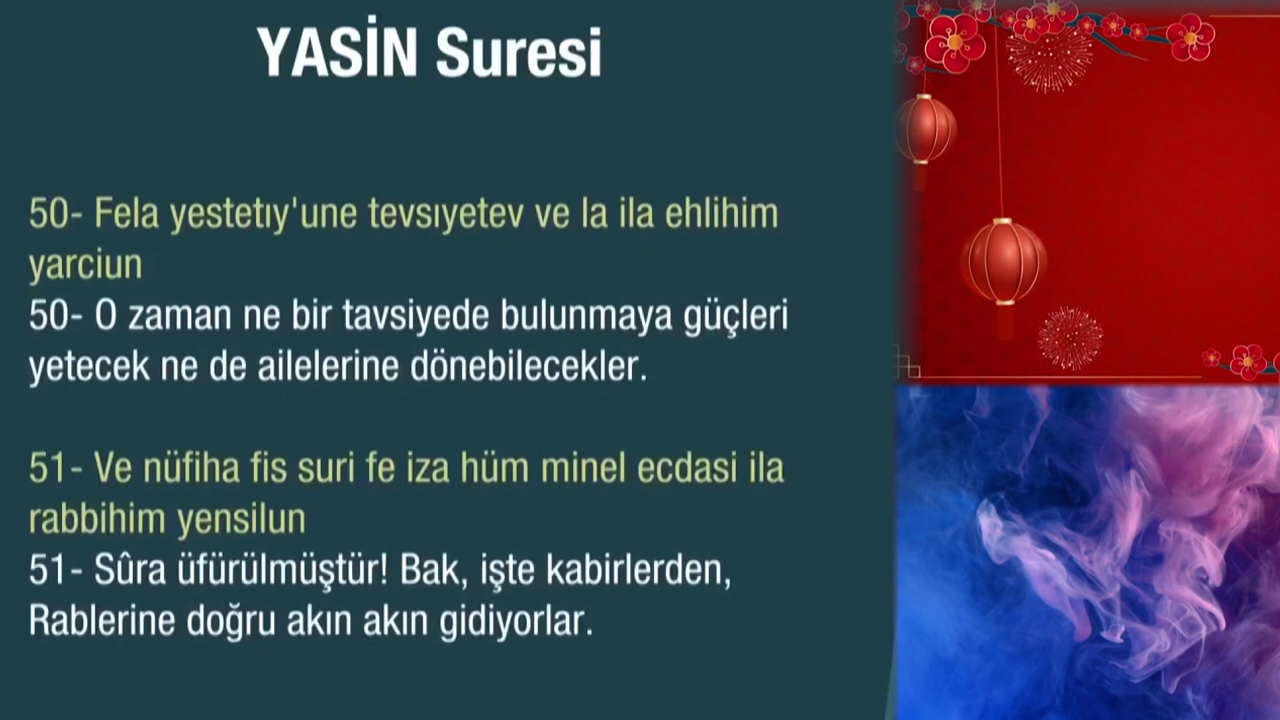 YASİN Suresi
50- Fela yestetıy'une tevsıyetev ve la ila ehlihim
yarciun
50- O zaman ne bir tavsiyede bulunmaya güçleri
yetecek ne de ailelerine dönebilecekler.
51- Ve nüfiha fis suri fe iza hüm minel ecdasi ila
rabbihim yensilun
51- Sûra üfürülmüştür! Bak, işte kabirlerden,
Rablerine doğru akın akın gidiyorlar.